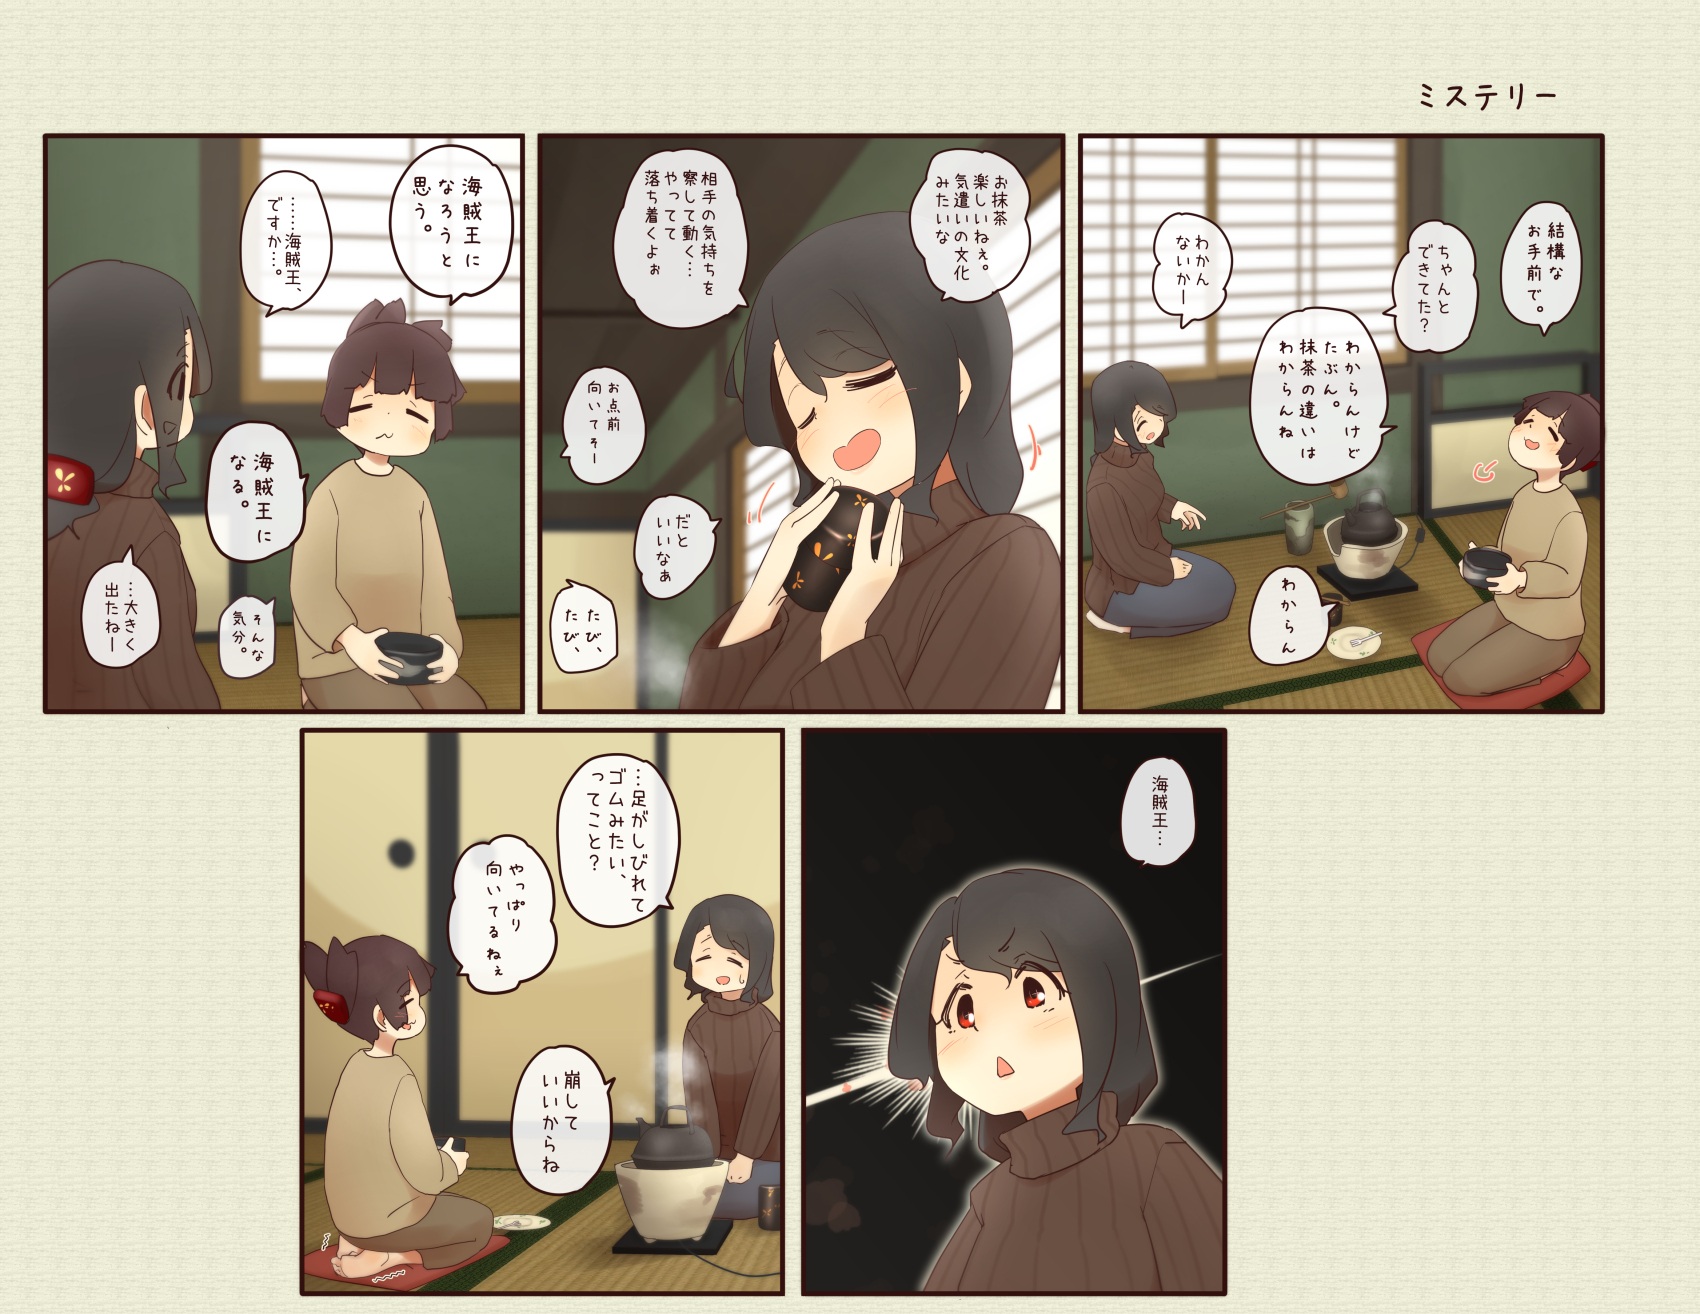 ミステリー
結構な
お手前で。
ちゃんと
できてた？
わからんけど
たぶん。
抹茶の違いは
わからんね
わかん
ないかー
わからん
お抹茶
楽しいねぇ。
気遣いの文化
みたいな
相手の気持ちを
察して動く…
やってて
落ち着くよぉ
お点前
向いてそー
だと
いいなぁ
たび、
たび、
海賊王に
なろうと
思う。
……海賊王、
ですか…。
海賊王に
なる。
そんな
気分。
…大きく
出たねー
海賊王…
…足がしびれて
ゴムみたい、
ってこと？
やっぱり
向いてるねぇ
崩して
いいからね